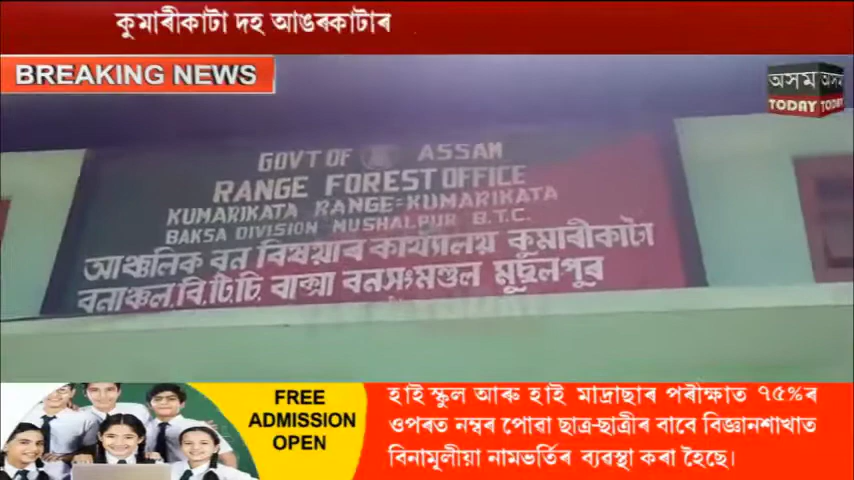 কুমাৰীকাটা দহ আঙৰকাটাৰ
BREAKING NEWS
অসম অসম
TODAY TODAY
GOVT OF ASSAM
RANGE FOREST OFFICE
KUMARIKATA RANGE=KUMARIKATA
BAKSA DIVISION MUSHALPUR B.T.C.
আঞ্চলিক বন বিষয়াৰ কাৰ্য্যালয় কুমাৰীকাটা
বনাঞ্চল.বি.টি.চি. বাক্সা বনসংমণ্ডল মুছলপুৰ
FREE
ADMISSION
OPEN
হাই স্কুল আৰু হাই মাদ্ৰাছাৰ পৰীক্ষাত ৭৫%ৰ
ওপৰত নম্বৰ পোৱা ছাত্ৰ-ছাত্ৰীৰ বাবে বিজ্ঞানশাখাত
বিনামূলীয়া নামভৰ্তিৰ ব্যৱস্থা কৰা হৈছে।